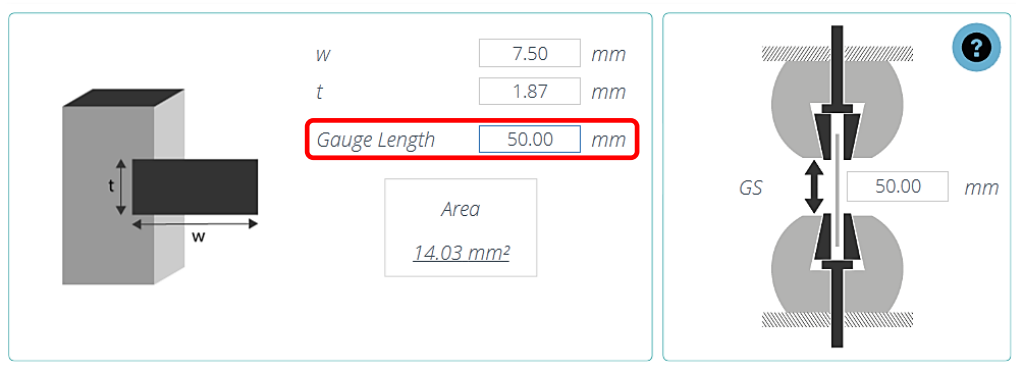 w 7.50 mm
t 1.87 mm
Gauge Length 50.00 mm
Area
14.03 mm²
t
w
?
GS 50.00 mm